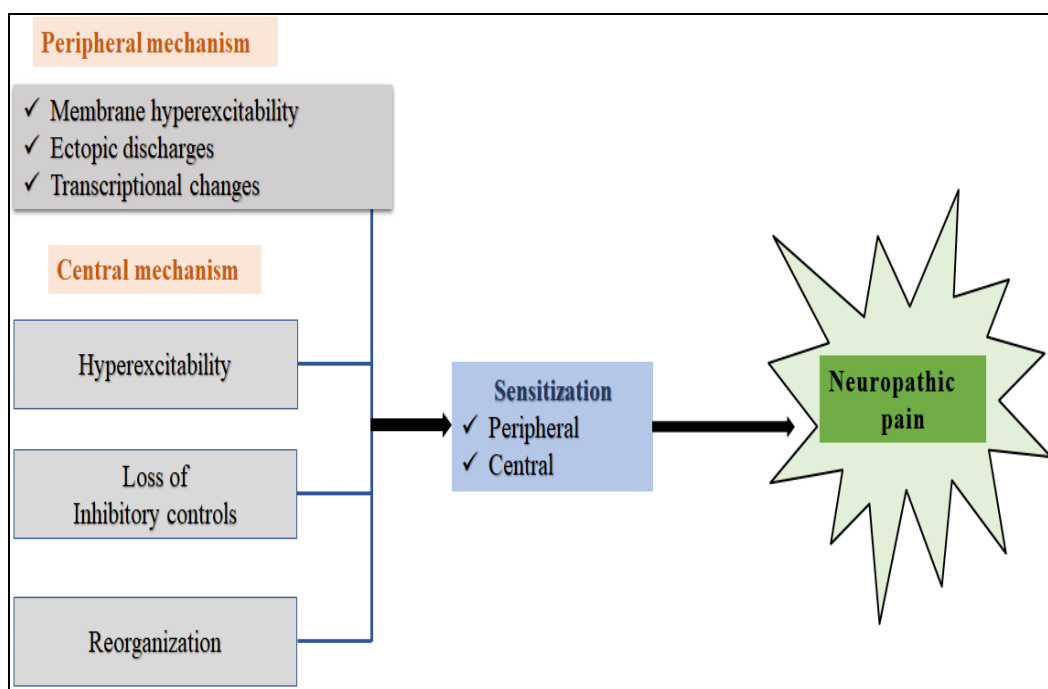 Peripheral mechanism
✓ Membrane hyperexcitability
✓ Ectopic discharges
✓ Transcriptional changes
Central mechanism
Hyperexcitability
Loss of
Inhibitory controls
Reorganization
Sensitization
✓ Peripheral
✓ Central
Neuropathic
pain